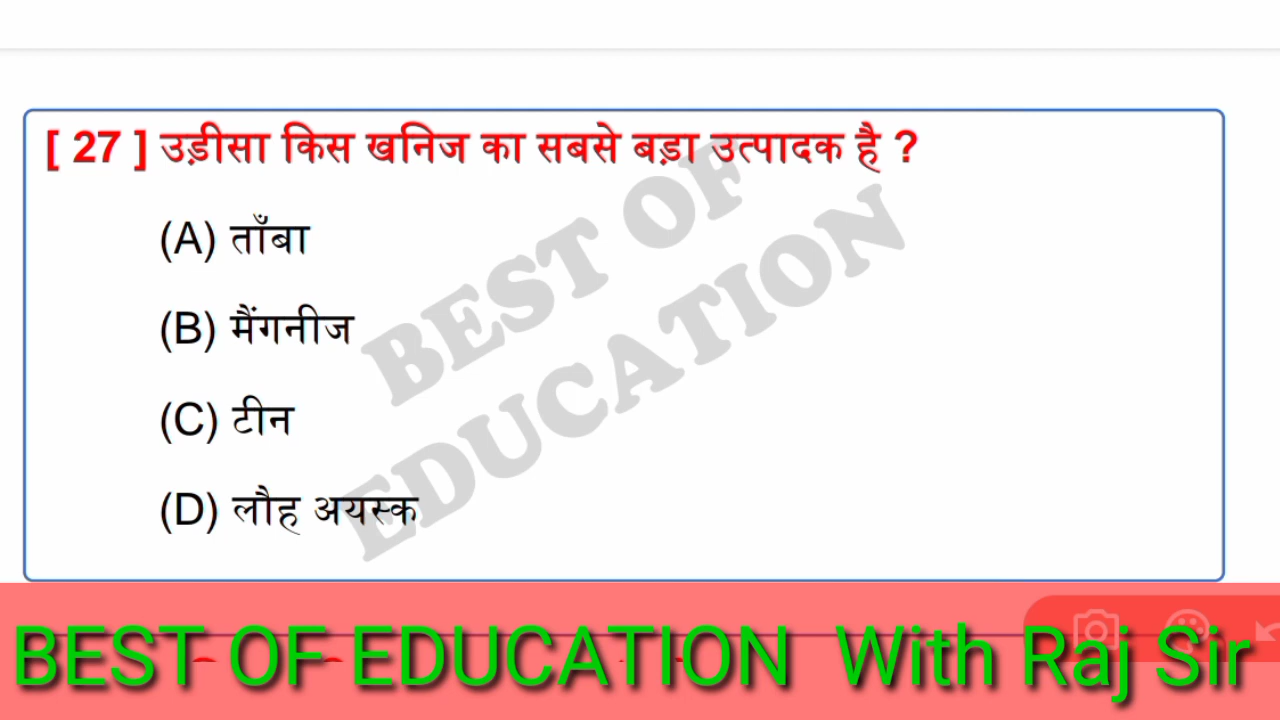 [ 27 ] उड़ीसा किस खनिज का सबसे बड़ा उत्पादक है ?
(A) ताँबा
(B) मैंगनीज
(C) टीन
(D) लौह अयस्क
BEST OF
EDUCATION
BEST OF EDUCATION With Raj Sir